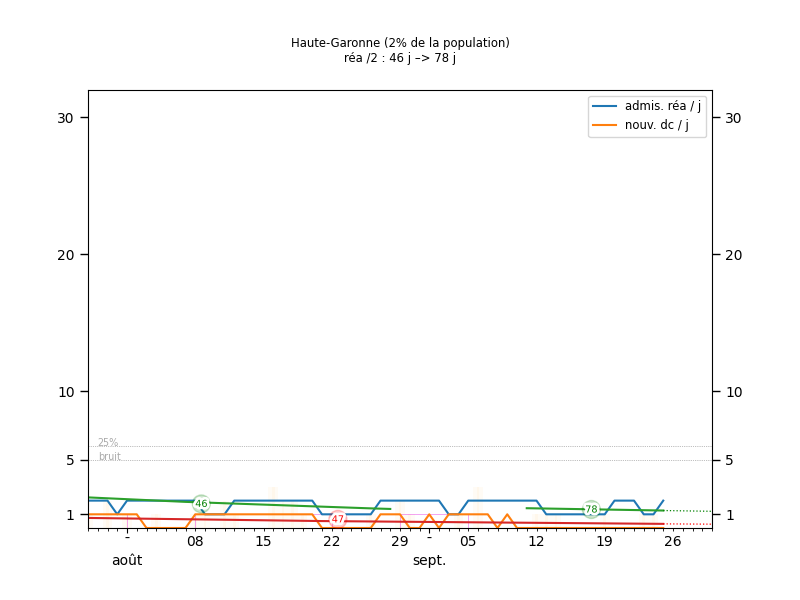 Haute-Garonne (2% de la population)
réa /2 : 46 j –> 78 j
admis. réa / j
nouv. dc / j
30
30
20
20
10
10
25%
bruit
5
5
46
78
47
1
1
- 08 15 22 29 - 05 12 19 26
août sept.